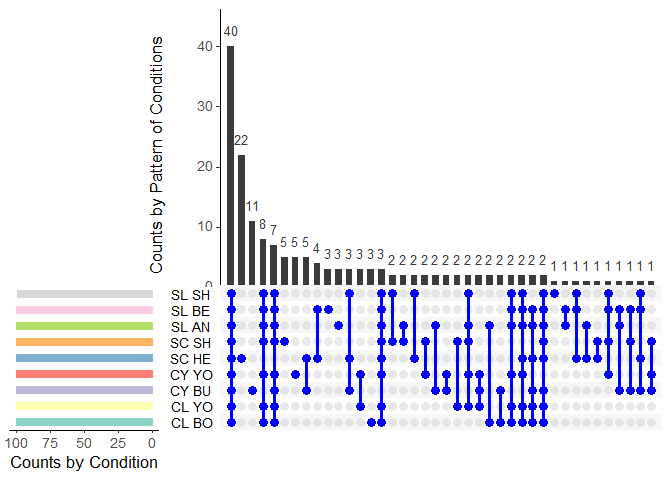 40
22
11
8
7
5 5 5
4
3 3 3 3 3 3
2 2 2 2 2 2 2 2 2 2 2 2 2 2 2
1 1 1 1 1 1 1 1 1 1
Counts by Pattern of Conditions
40
30
20
10
0
SL SH
SL BE
SL AN
SC SH
SC HE
CY YO
CY BU
CL YO
CL BO
100 75 50 25 0
Counts by Condition